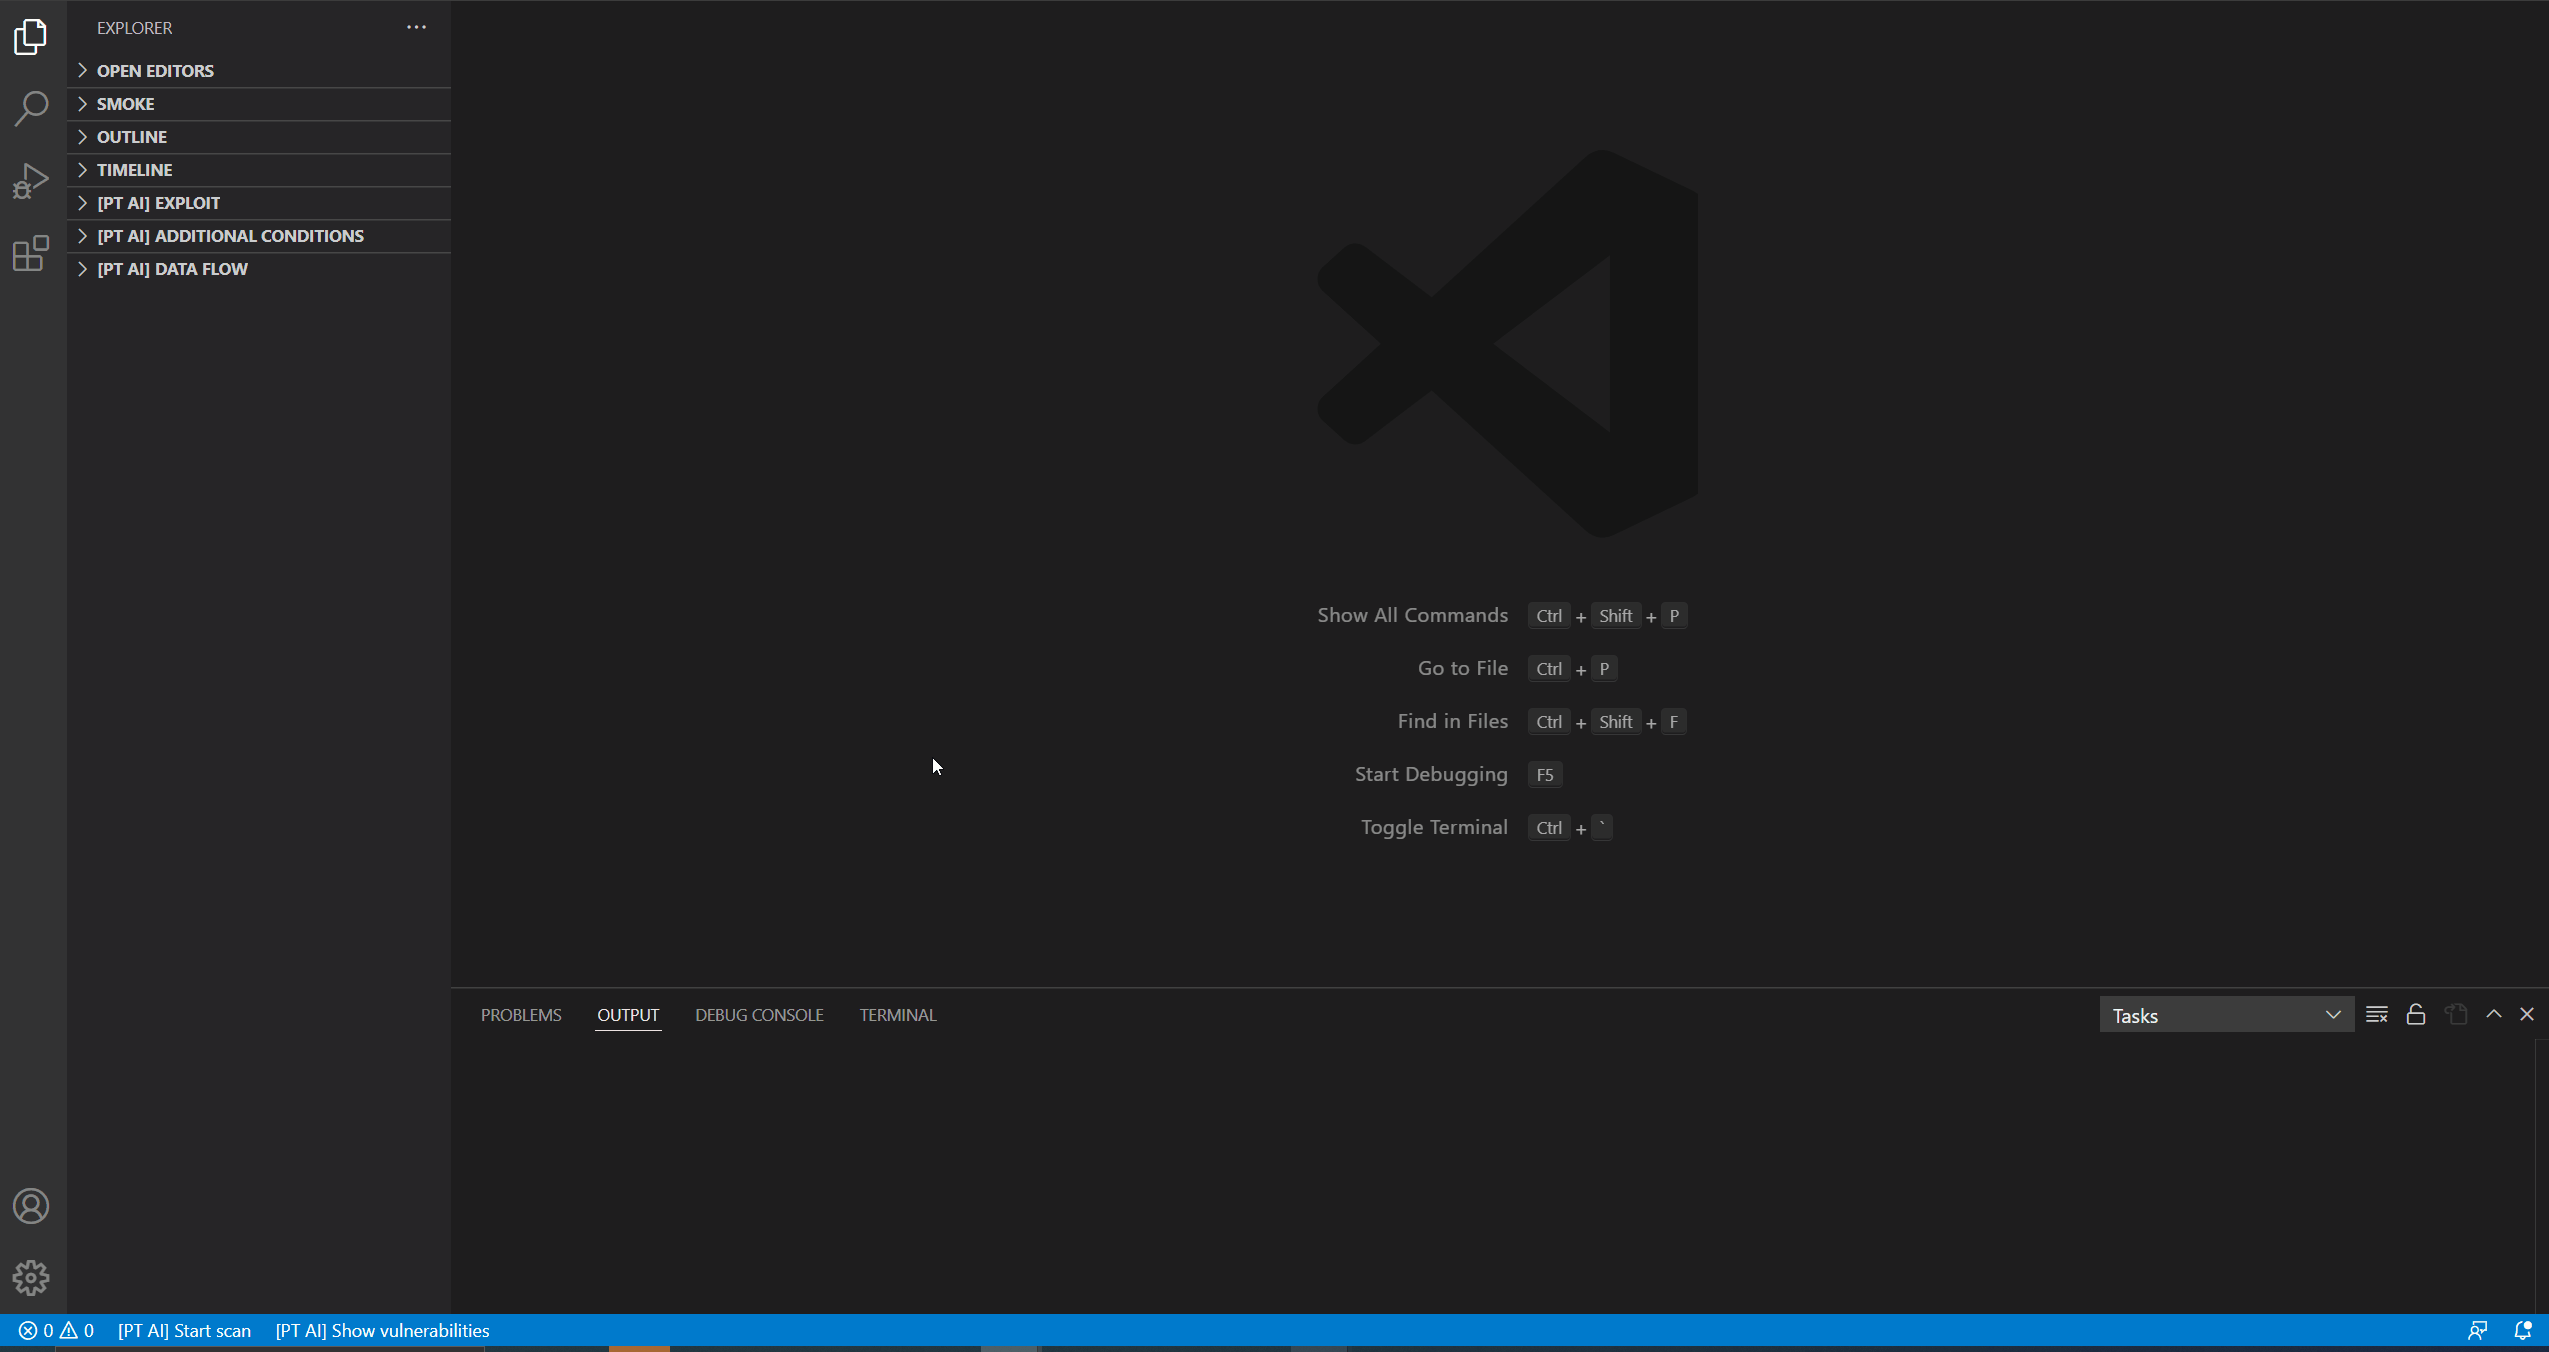 EXPLORER
OPEN EDITORS
SMOKE
OUTLINE
TIMELINE
[PT AI] EXPLOIT
[PT AI] ADDITIONAL CONDITIONS
[PT AI] DATA FLOW
Show All Commands Ctrl + Shift + P
Go to File Ctrl + P
Find in Files Ctrl + Shift + F
Start Debugging F5
Toggle Terminal Ctrl + `
PROBLEMS OUTPUT DEBUG CONSOLE TERMINAL Tasks
0 0 [PT AI] Start scan [PT AI] Show vulnerabilities